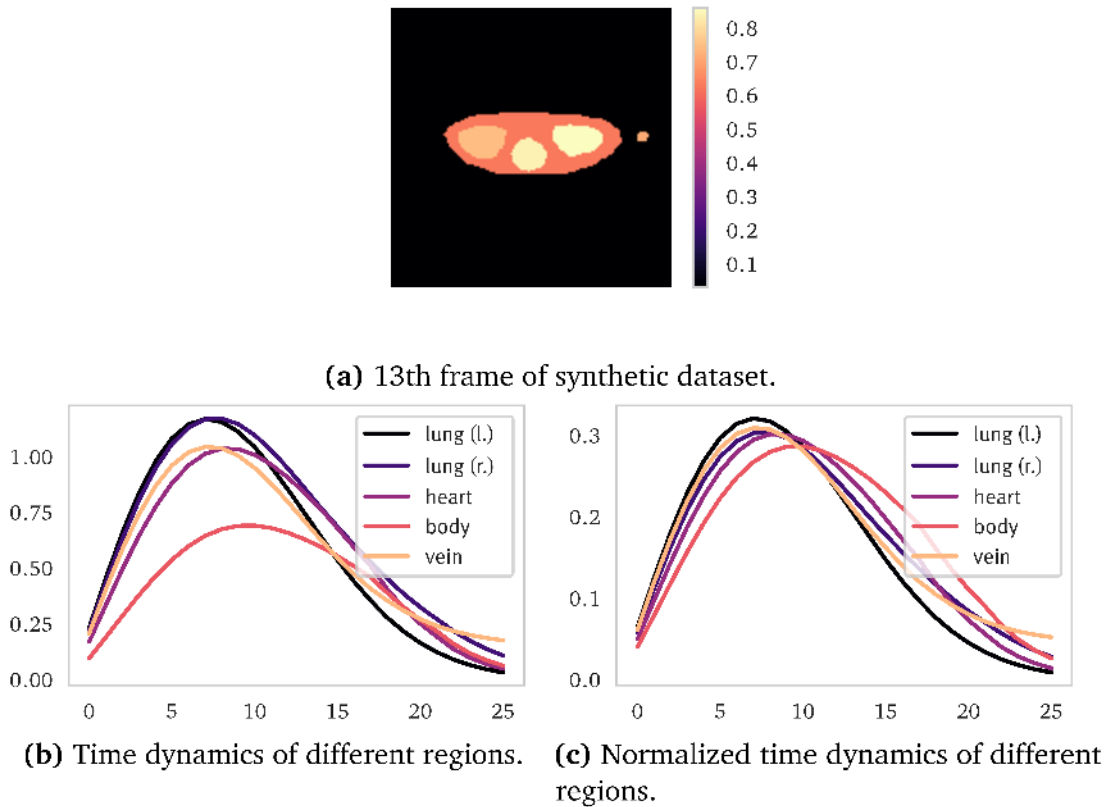 0.8
0.7
0.6
0.5
0.4
0.3
0.2
0.1
(a) 13th frame of synthetic dataset.
1.00
0.75
0.50
0.25
0.00
0 5 10 15 20 25
lung (l.)
lung (r.)
heart
body
vein
(b) Time dynamics of different regions.
0.3
0.2
0.1
0.0
0 5 10 15 20 25
lung (l.)
lung (r.)
heart
body
vein
(c) Normalized time dynamics of different
regions.